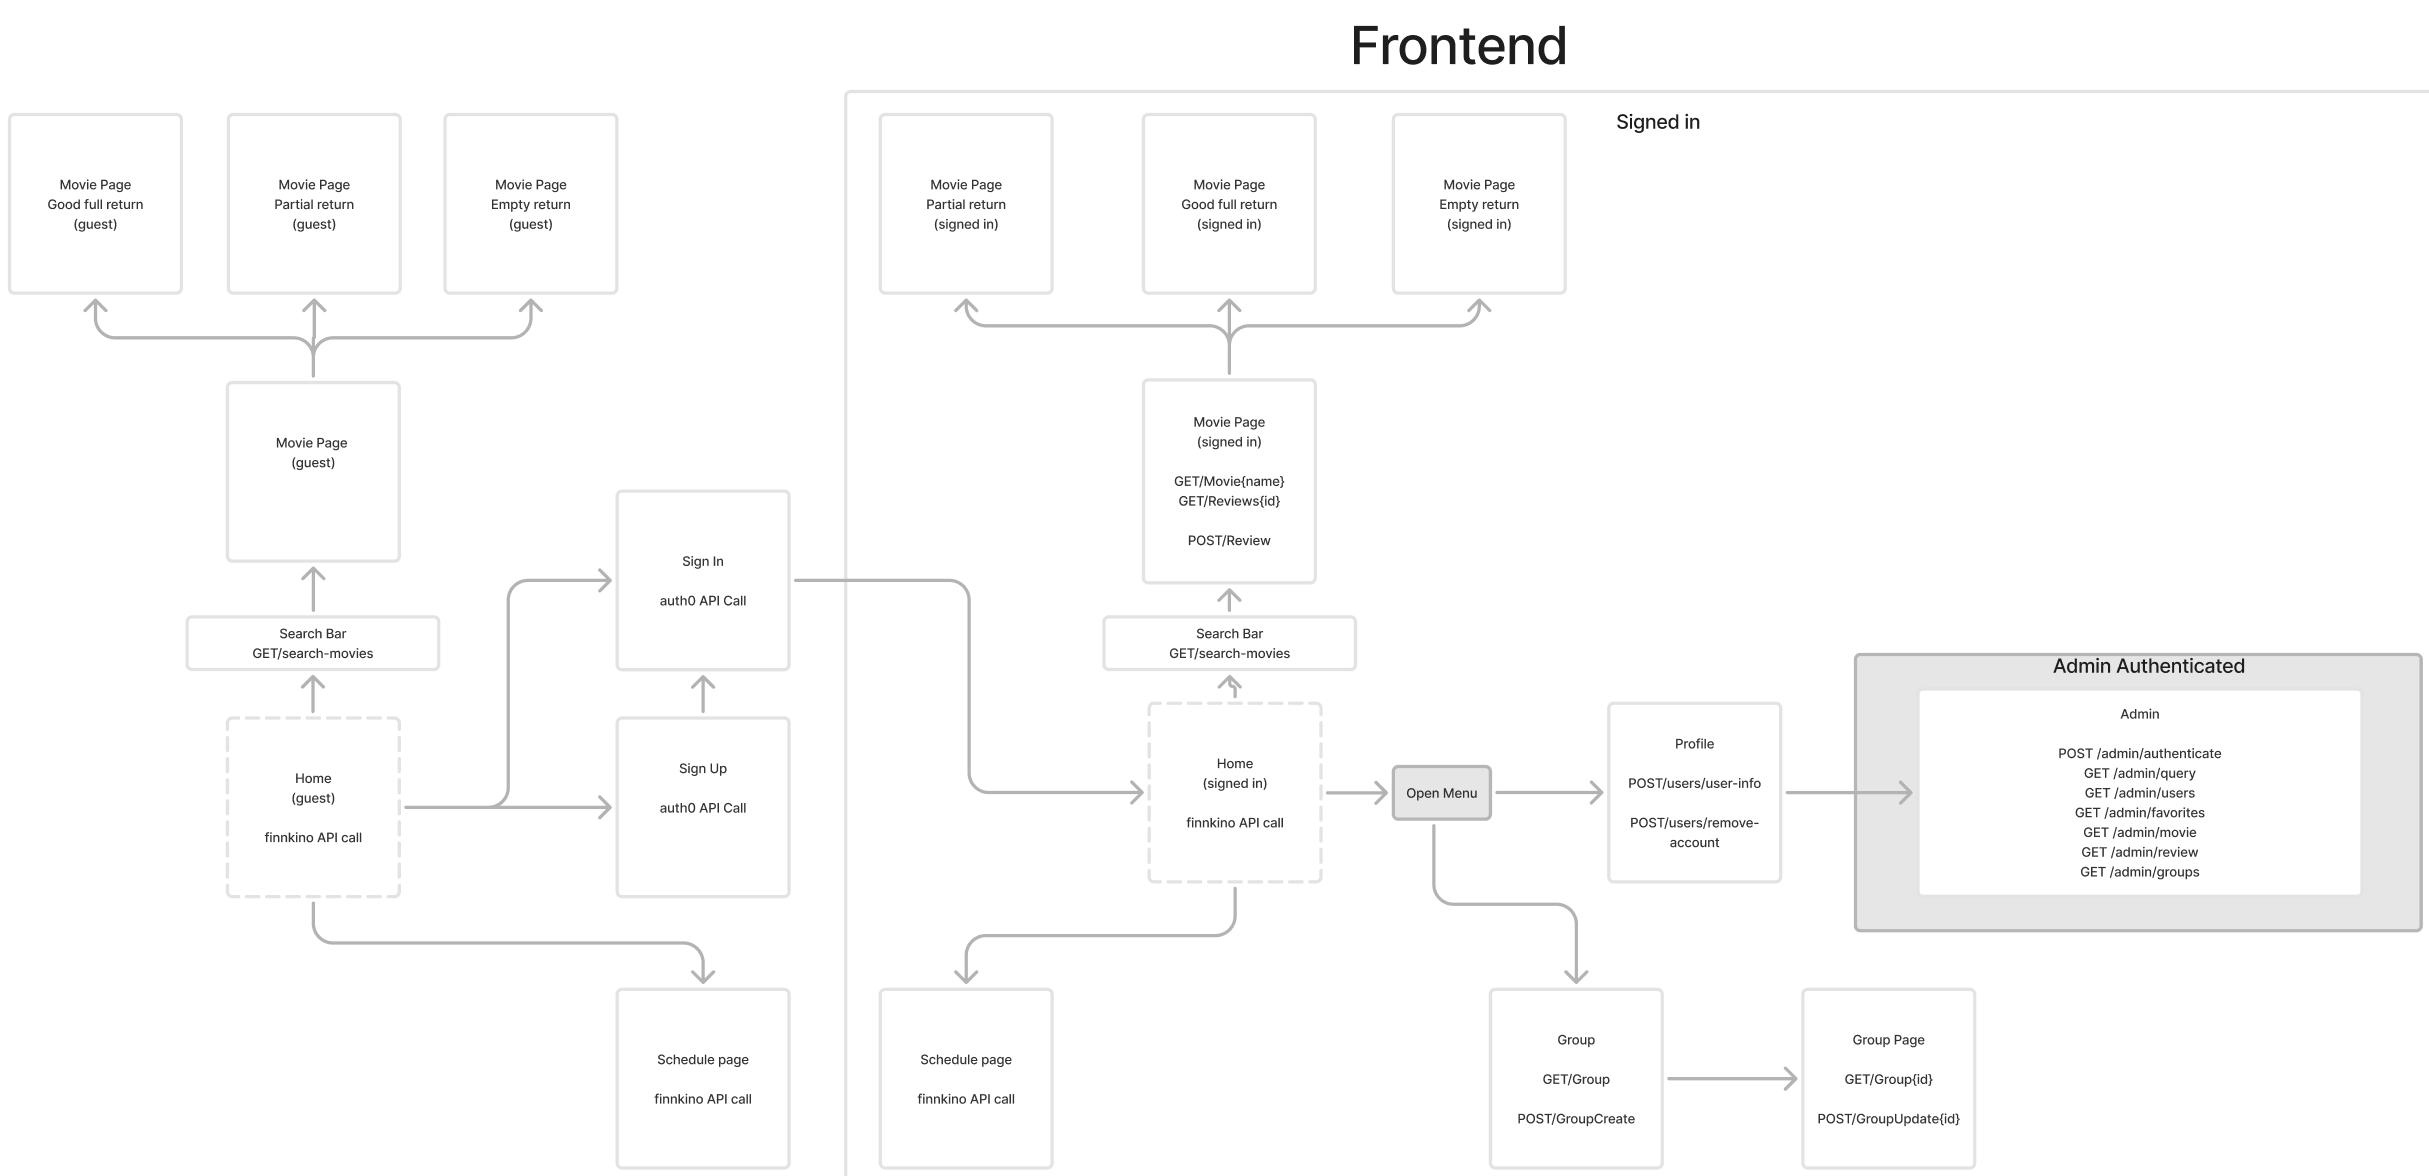 Frontend
Signed in
Movie Page
Good full return
(guest)
Movie Page
Partial return
(guest)
Movie Page
Empty return
(guest)
Movie Page
Partial return
(signed in)
Movie Page
Good full return
(signed in)
Movie Page
Empty return
(signed in)
Movie Page
(guest)
Movie Page
(signed in)
GET/Movie{name}
GET/Reviews{id}
POST/Review
Sign In
auth0 API Call
Search Bar
GET/search-movies
Search Bar
GET/search-movies
Home
(guest)
finnkino API call
Sign Up
auth0 API Call
Home
(signed in)
finnkino API call
Open Menu
Profile
POST/users/user-info
POST/users/remove-
account
Admin Authenticated
Admin
POST /admin/authenticate
GET /admin/query
GET /admin/users
GET /admin/favorites
GET /admin/movie
GET /admin/review
GET /admin/groups
Schedule page
finnkino API call
Schedule page
finnkino API call
Group
GET/Group
POST/GroupCreate
Group Page
GET/Group{id}
POST/GroupUpdate{id}